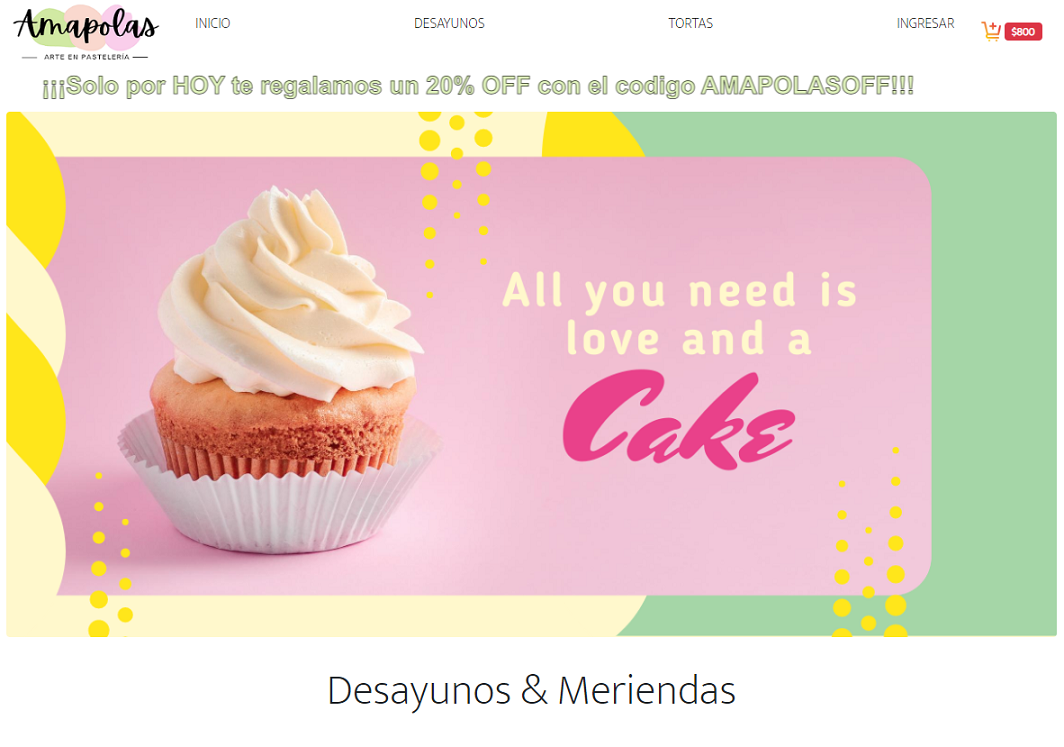 Amapolas
ARTE EN PASTELERÍA
INICIO
DESAYUNOS
TORTAS
INGRESAR
$800
¡¡¡Solo por HOY te regalamos un 20% OFF con el codigo AMAPOLASOFF!!!
All you need is
love and a
Cake
Desayunos & Meriendas